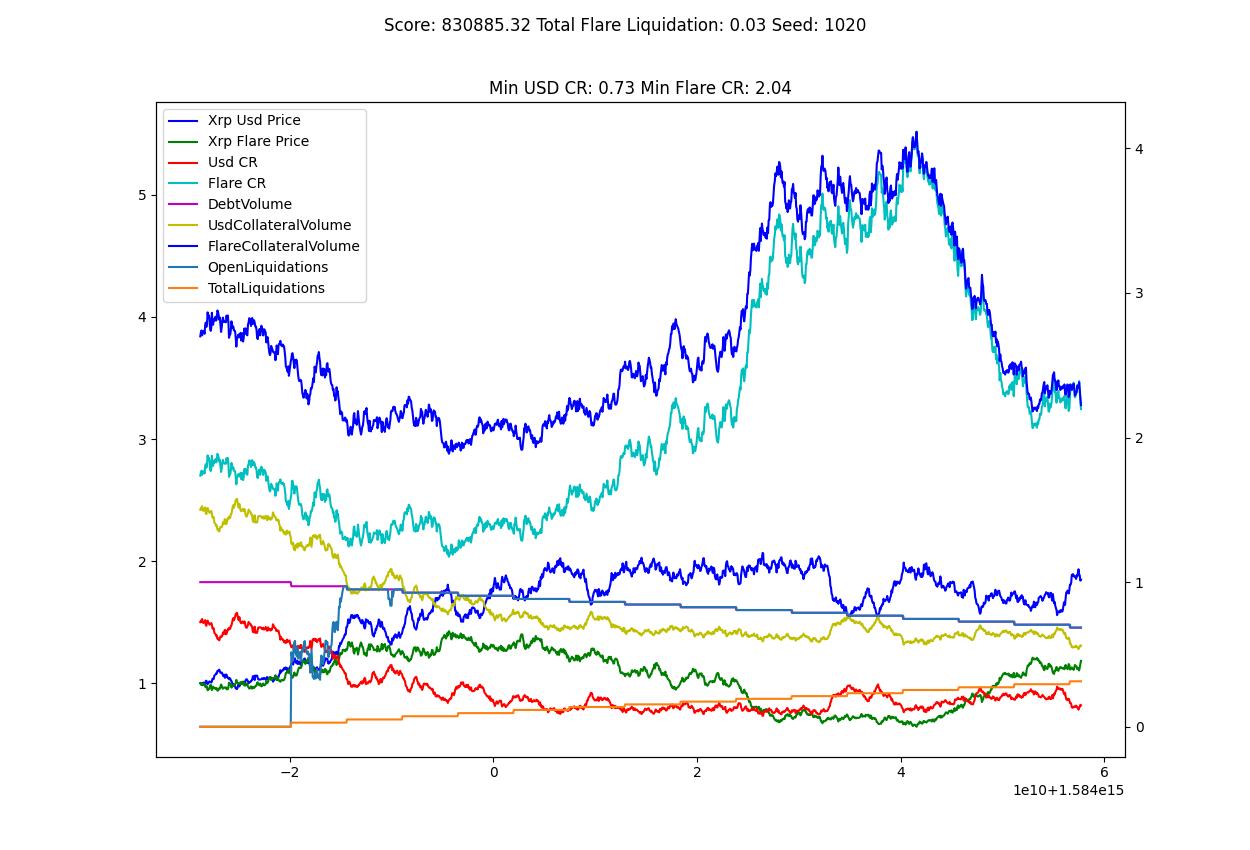 Score: 830885.32 Total Flare Liquidation: 0.03 Seed: 1020
Min USD CR: 0.73 Min Flare CR: 2.04
Xrp Usd Price
Xrp Flare Price
Usd CR
Flare CR
DebtVolume
UsdCollateralVolume
FlareCollateralVolume
OpenLiquidations
TotalLiquidations
5
4
3
2
1
4
3
2
1
0
−2
0
2
4
6
1e10+1.584e15